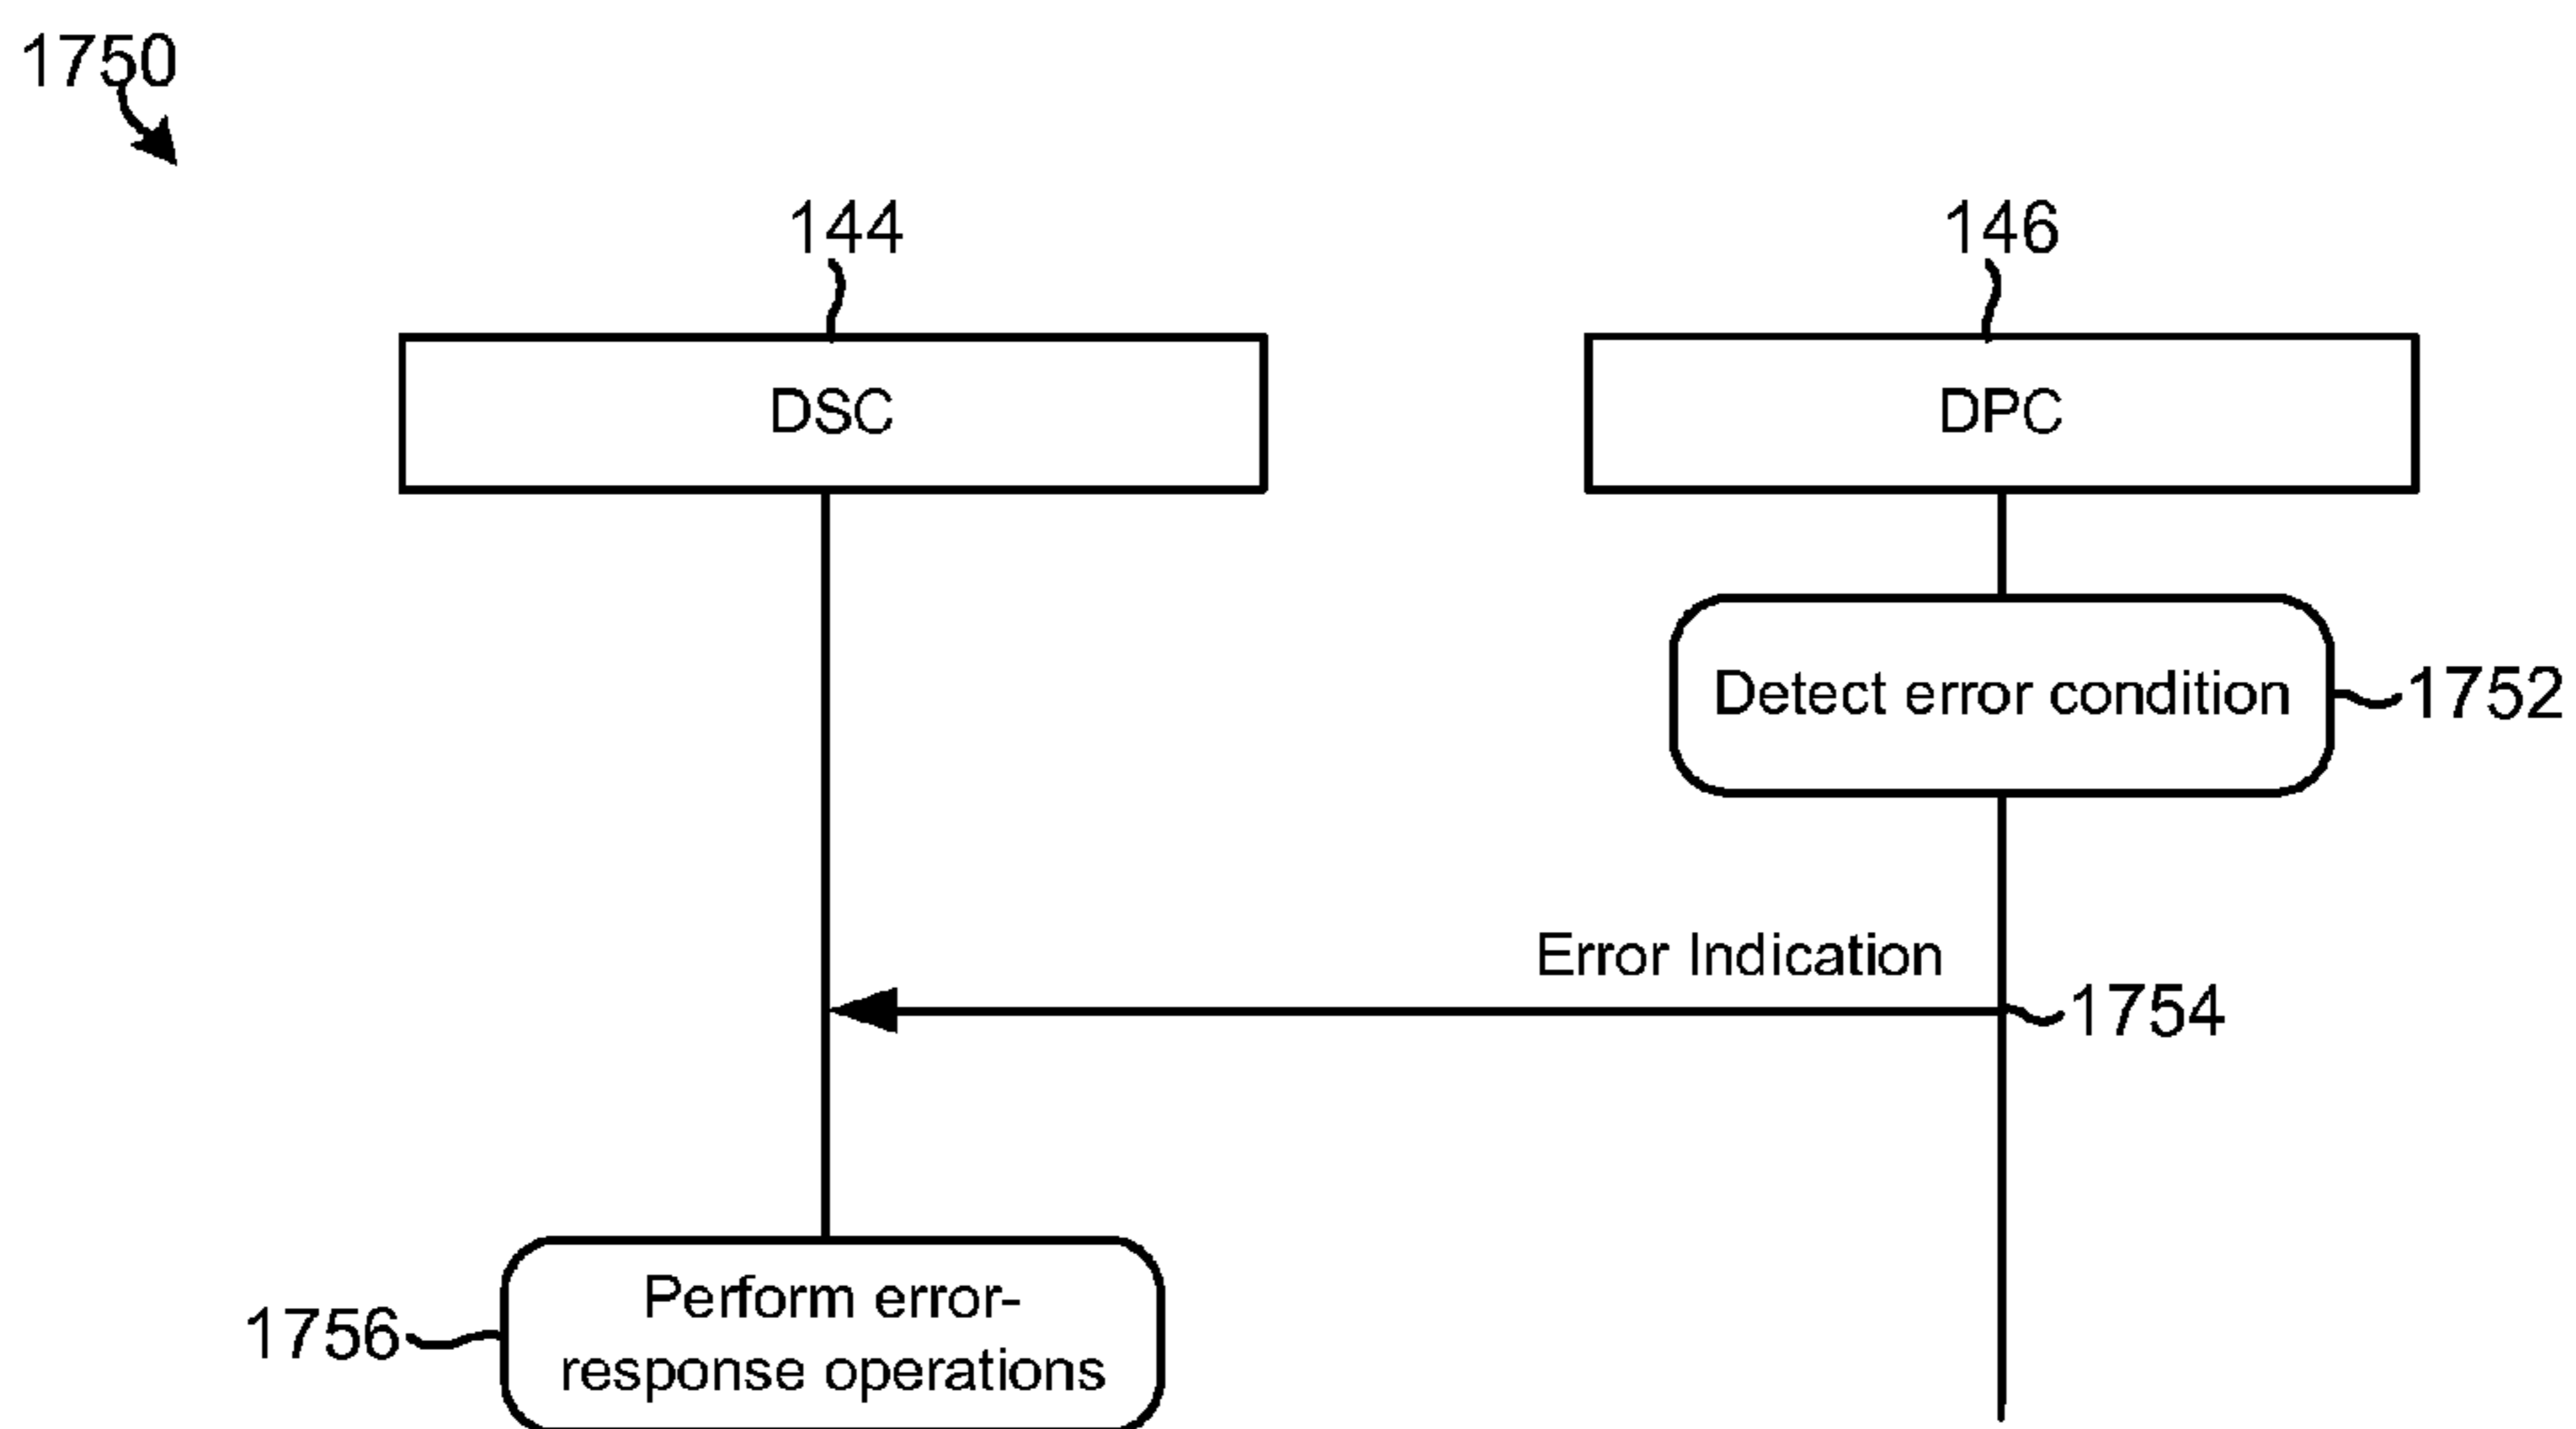 1750
144
146
DSC
DPC
Detect error condition
1752
Error Indication
1754
Perform error-
response operations
1756